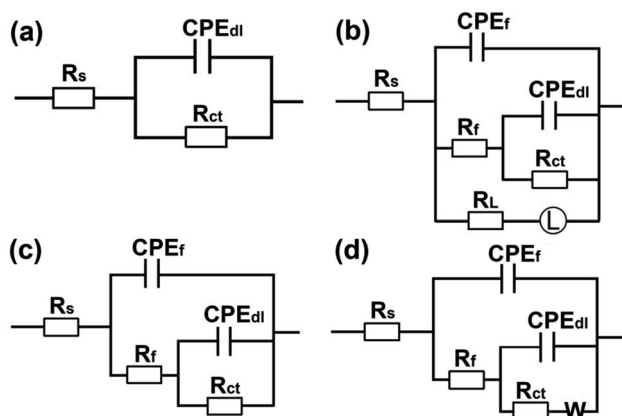 (a)
CPEdl
Rs
Rct
(b)
CPEf
Rs
CPEdl
Rf
Rct
RL
L
(c)
CPEf
Rs
CPEdl
Rf
Rct
(d)
CPEf
Rs
CPEdl
Rf
Rct
W